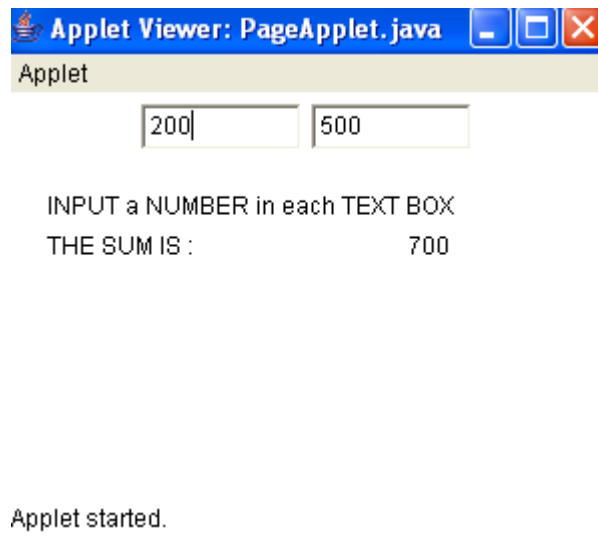 Applet Viewer: PageApplet.java
Applet
200 500
INPUT a NUMBER in each TEXT BOX
THE SUM IS : 700
Applet started.